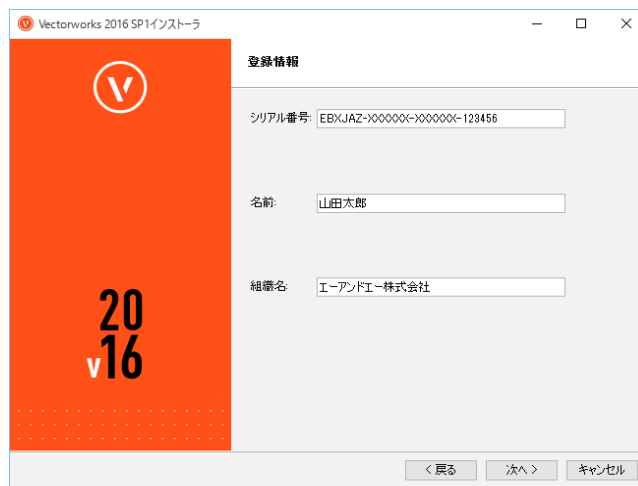 Vectorworks 2016 SP1インストーラ
登録情報
シリアル番号: EBXJAZ-XXXXXX-XXXXXX-123456
名前: 山田太郎
組織名: エーアンドエー株式会社
20
v16
< 戻る 次へ > キャンセル